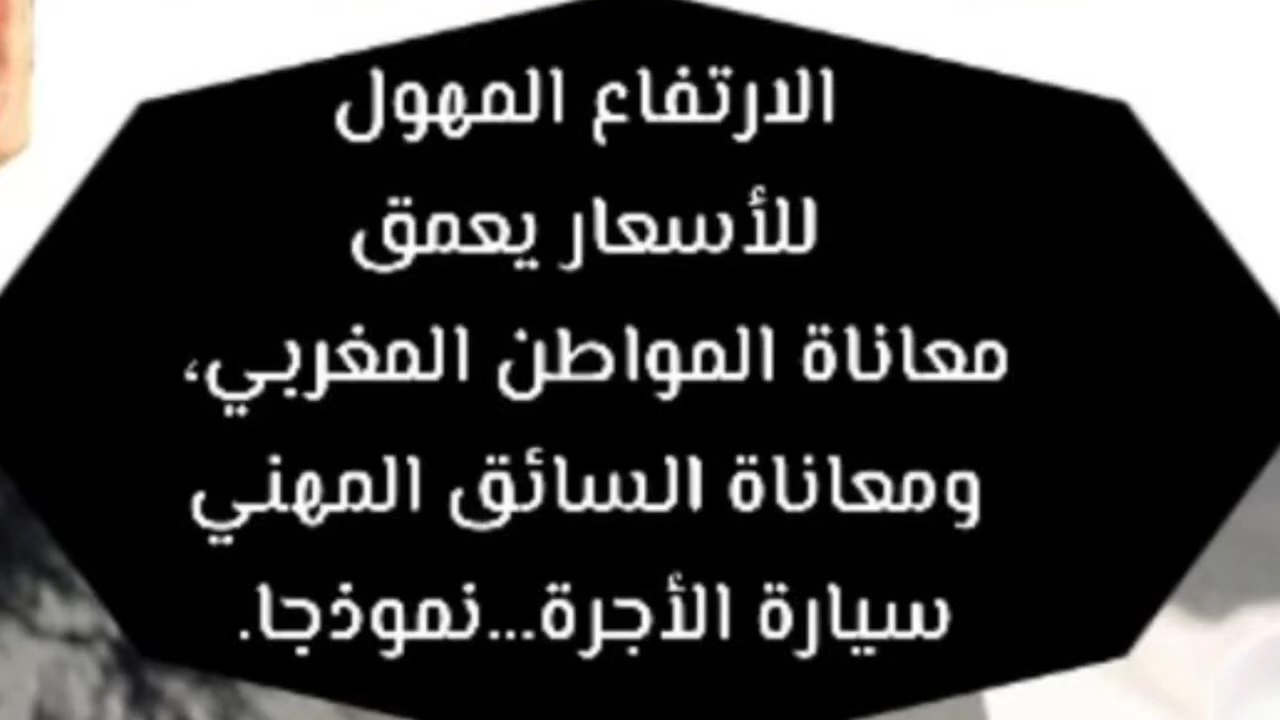 الارتفاع المهول
للأسعار يعمق
معاناة المواطن المغربي،
ومعاناة السائق المهني
سيارة الأجرة...نموذجا.